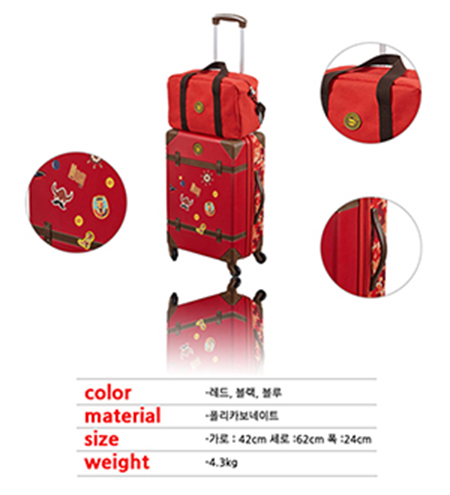 color -레드, 블랙, 블루
material -폴리카보네이트
size -가로 : 42cm 세로 :62cm 폭 :24cm
weight -4.3kg